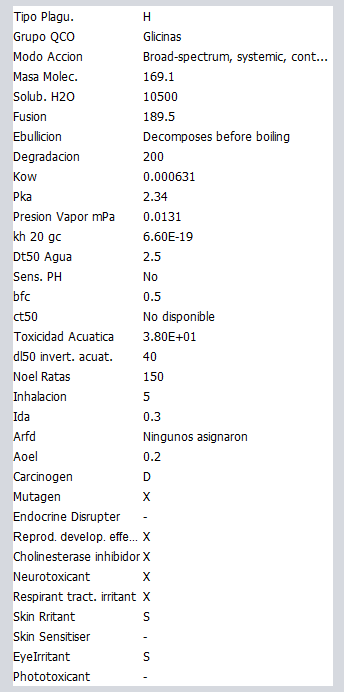 Tipo Plagu. H
Grupo QCO Glicinas
Modo Accion Broad-spectrum, systemic, cont...
Masa Molec. 169.1
Solub. H2O 10500
Fusion 189.5
Ebullicion Decomposes before boiling
Degradacion 200
Kow 0.000631
Pka 2.34
Presion Vapor mPa 0.0131
kh 20 gc 6.60E-19
Dt50 Agua 2.5
Sens. PH No
bfc 0.5
ct50 No disponible
Toxicidad Acuatica 3.80E+01
dl50 invert. acuat. 40
Noel Ratas 150
Inhalacion 5
Ida 0.3
Arfd Ningunos asignaron
Aoel 0.2
Carcinogen D
Mutagen X
Endocrine Disrupter -
Reprod. develop. effe... X
Cholinesterase inhibidor X
Neurotoxicant X
Respirant tract. irritant X
Skin Rritant S
Skin Sensitiser -
EyeIrritant S
Phototoxicant -